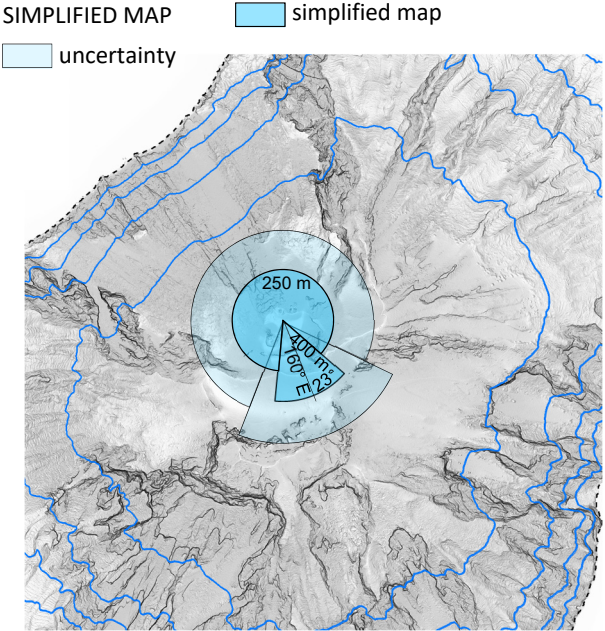 SIMPLIFIED MAP
simplified map
uncertainty
250 m
400 m
160° E
23°